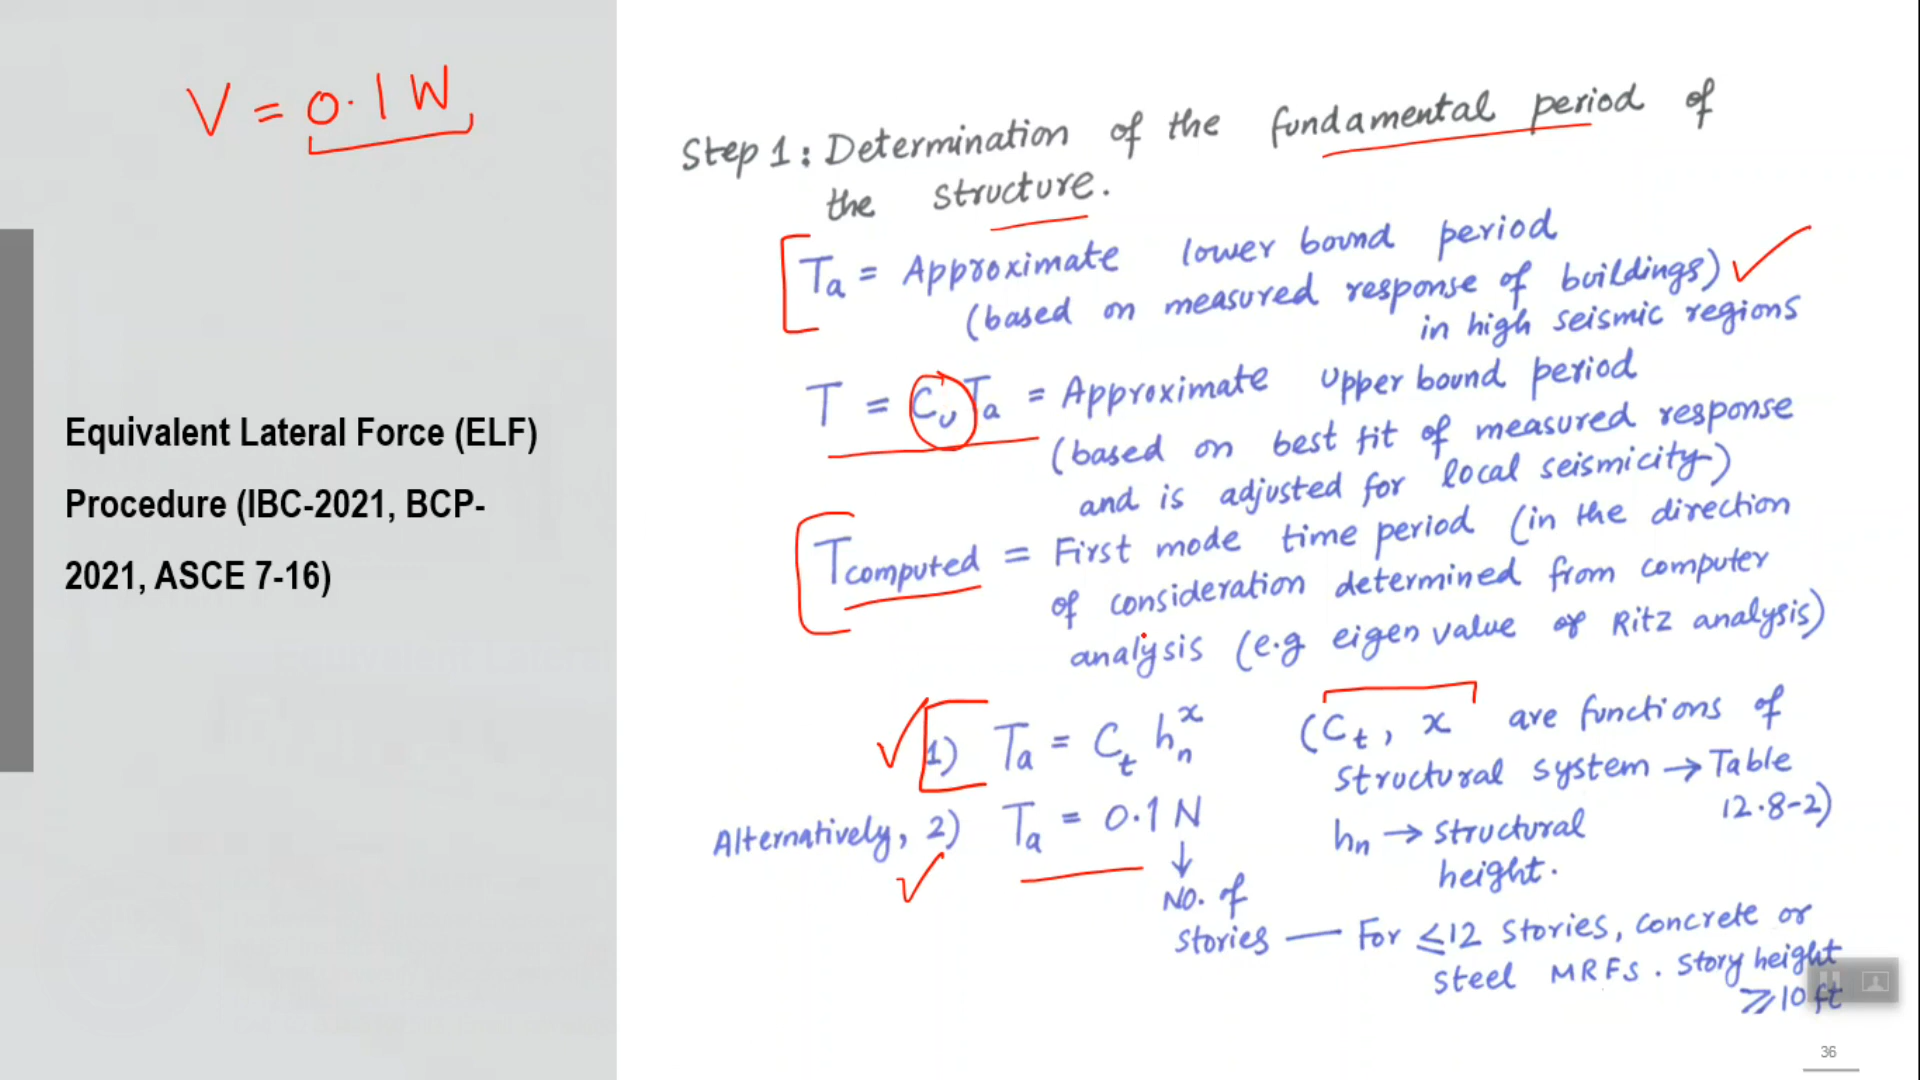 V = 0.1 W
Equivalent Lateral Force (ELF)
Procedure (IBC-2021, BCP-
2021, ASCE 7-16)
Step 1: Determination of the fundamental period of
the structure.
Ta = Approximate lower bound period
(based on measured response of buildings)
in high seismic regions
T = Cu Ta = Approximate upper bound period
(based on best fit of measured response
and is adjusted for local seismicity)
Tcomputed = First mode time period (in the direction
of consideration determined from computer
analysis (e.g eigen value or Ritz analysis)
1) Ta = Ct hn^x (Ct, x are functions of
structural system → Table
12.8-2)
Alternatively, 2) Ta = 0.1 N
hn → structural
height.
↓
No. of
stories — For ≤12 stories, concrete or
steel MRFs. Story height
≥10 ft
36